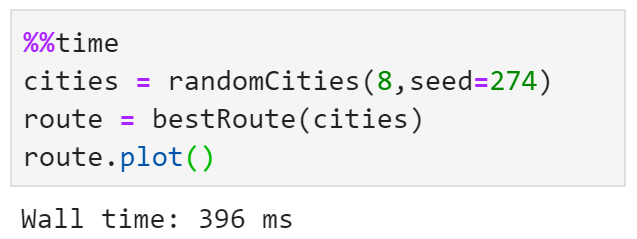 %%time
cities = randomCities(8,seed=274)
route = bestRoute(cities)
route.plot()
Wall time: 396 ms